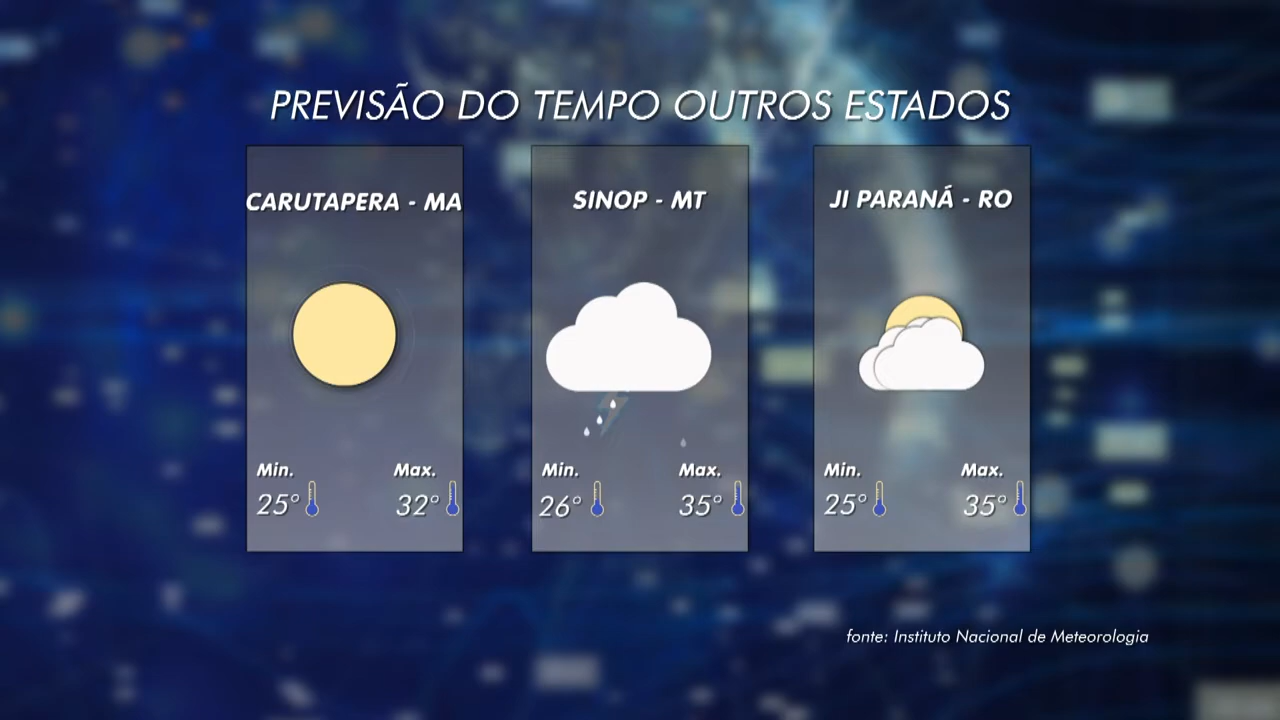 PREVISÃO DO TEMPO OUTROS ESTADOS
CARUTAPERA - MA
Min. Max.
25° 32°
SINOP - MT
Min. Max.
26° 35°
JI PARANÁ - RO
Min. Max.
25° 35°
fonte: Instituto Nacional de Meteorologia